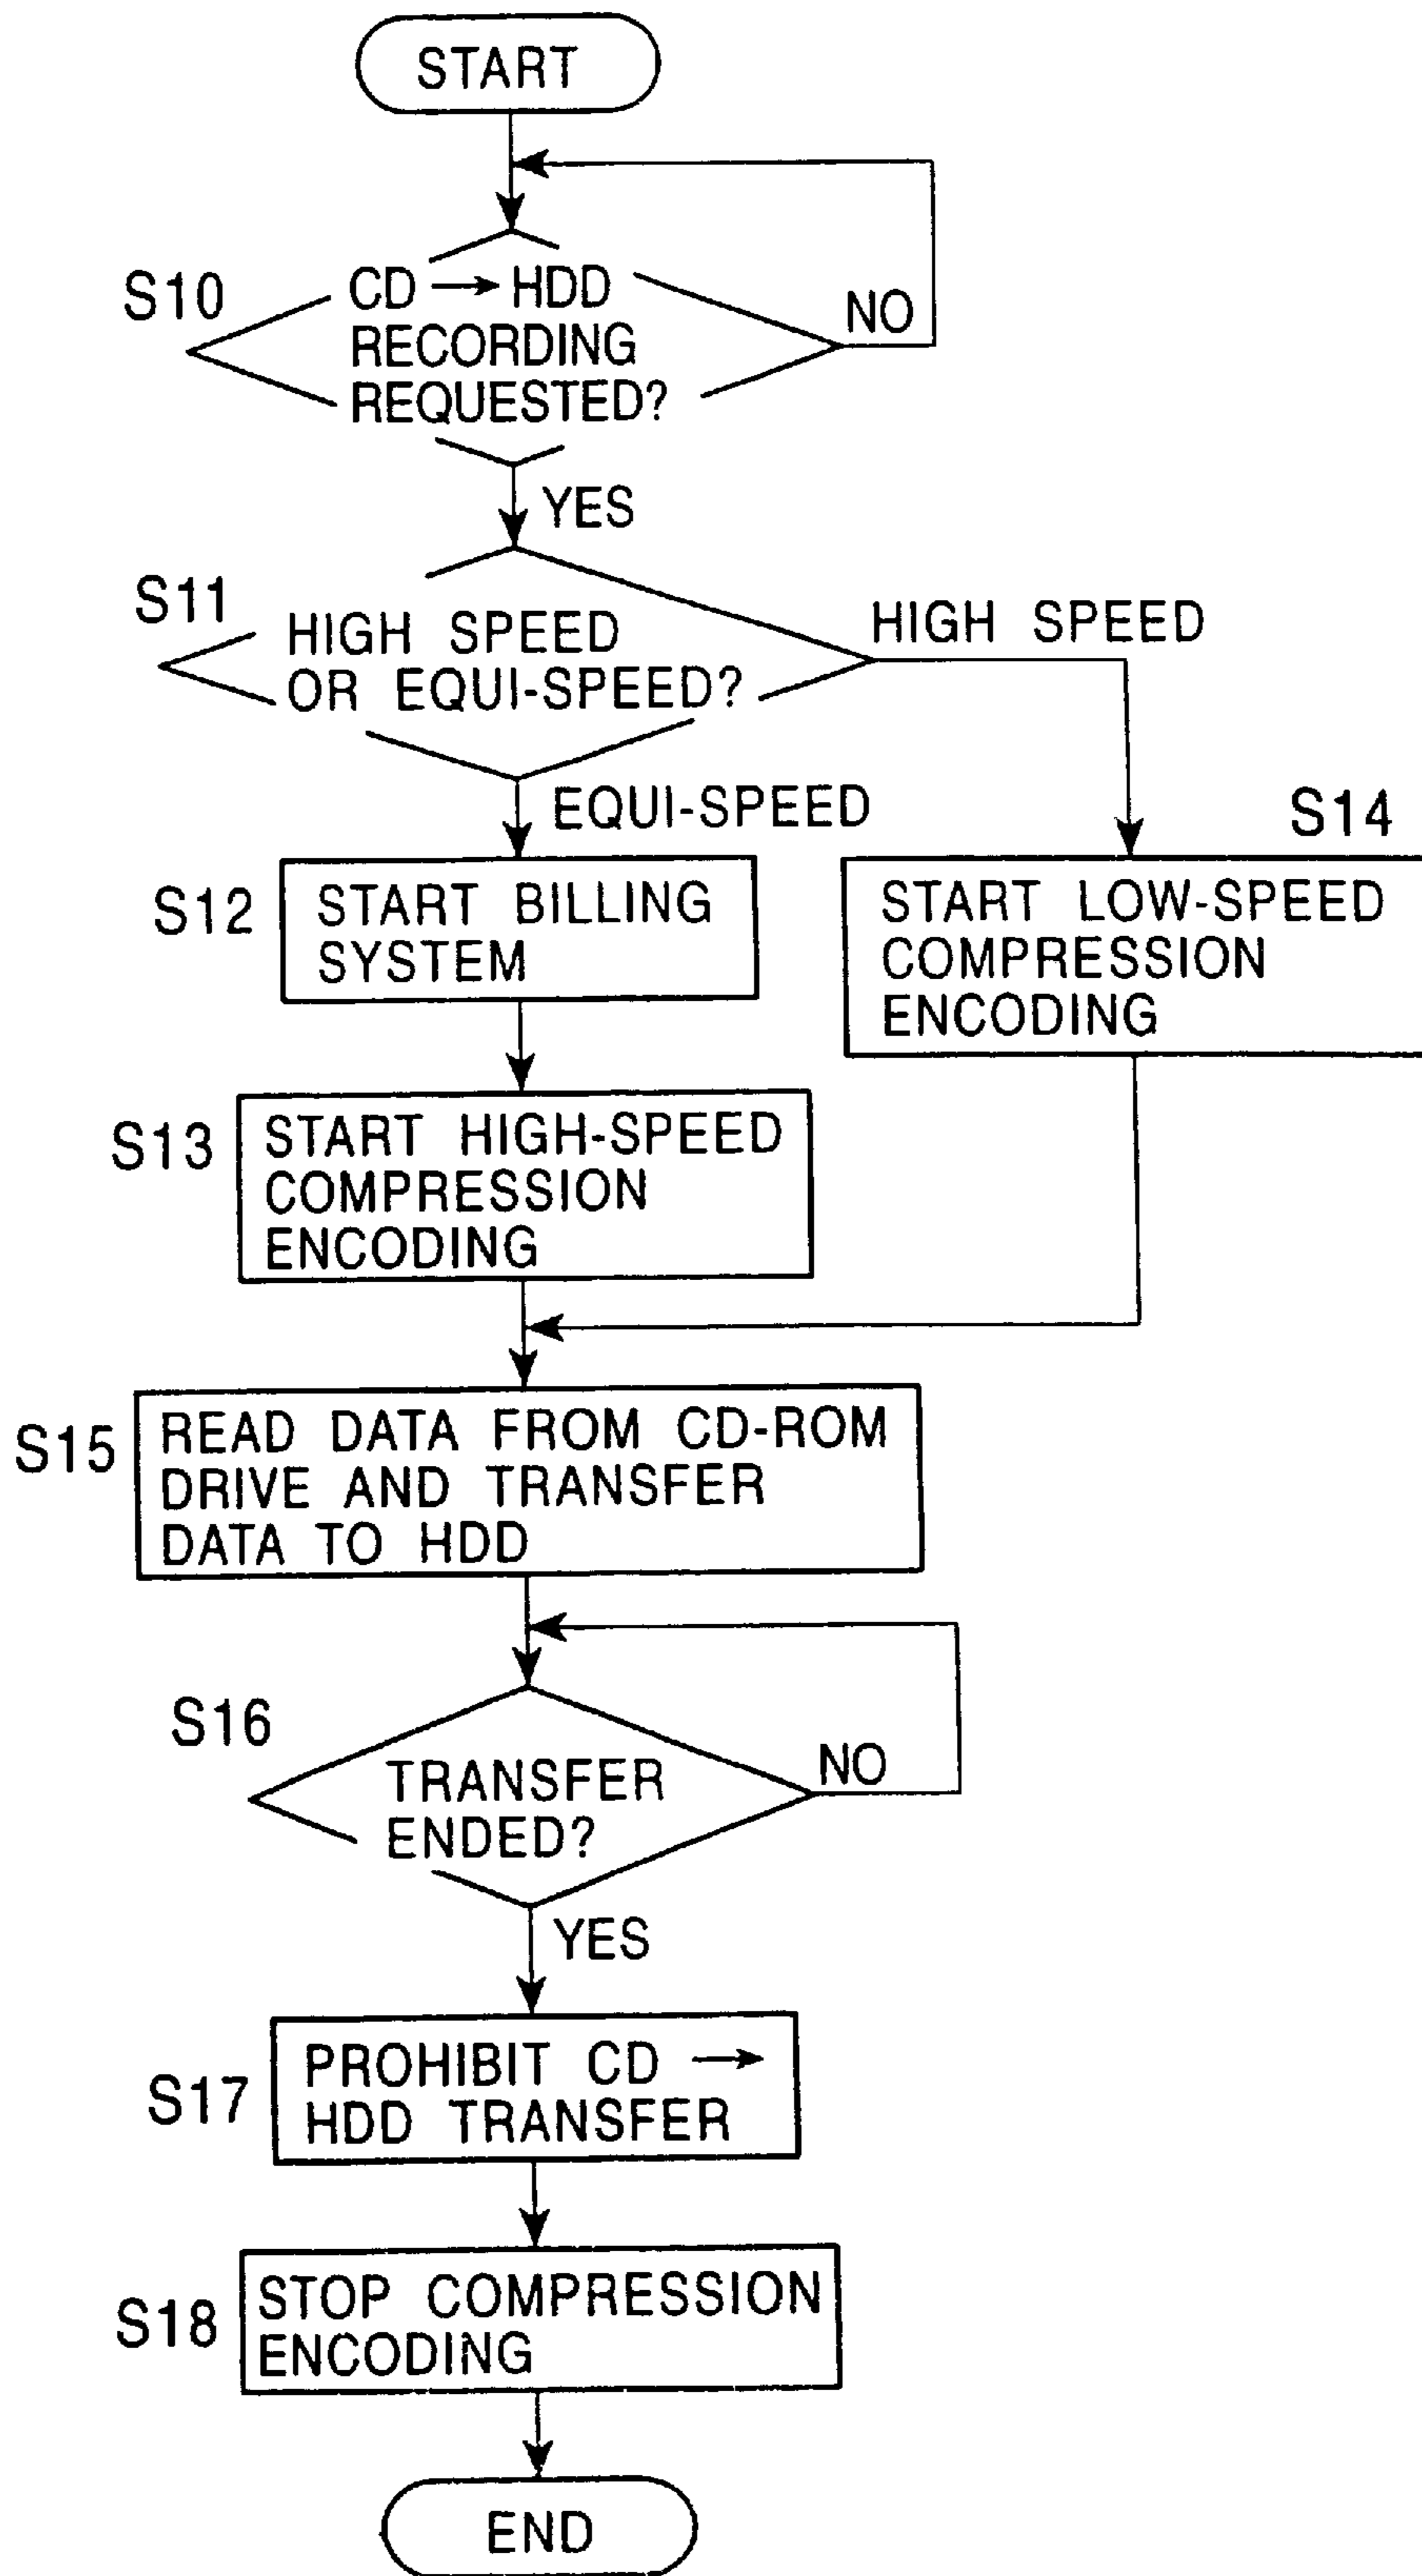 START
S10
CD → HDD
RECORDING
REQUESTED?
NO
YES
S11
HIGH SPEED
OR EQUI-SPEED?
HIGH SPEED
EQUI-SPEED
S12
START BILLING
SYSTEM
S14
START LOW-SPEED
COMPRESSION
ENCODING
S13
START HIGH-SPEED
COMPRESSION
ENCODING
S15
READ DATA FROM CD-ROM
DRIVE AND TRANSFER
DATA TO HDD
S16
TRANSFER
ENDED?
NO
YES
S17
PROHIBIT CD →
HDD TRANSFER
S18
STOP COMPRESSION
ENCODING
END